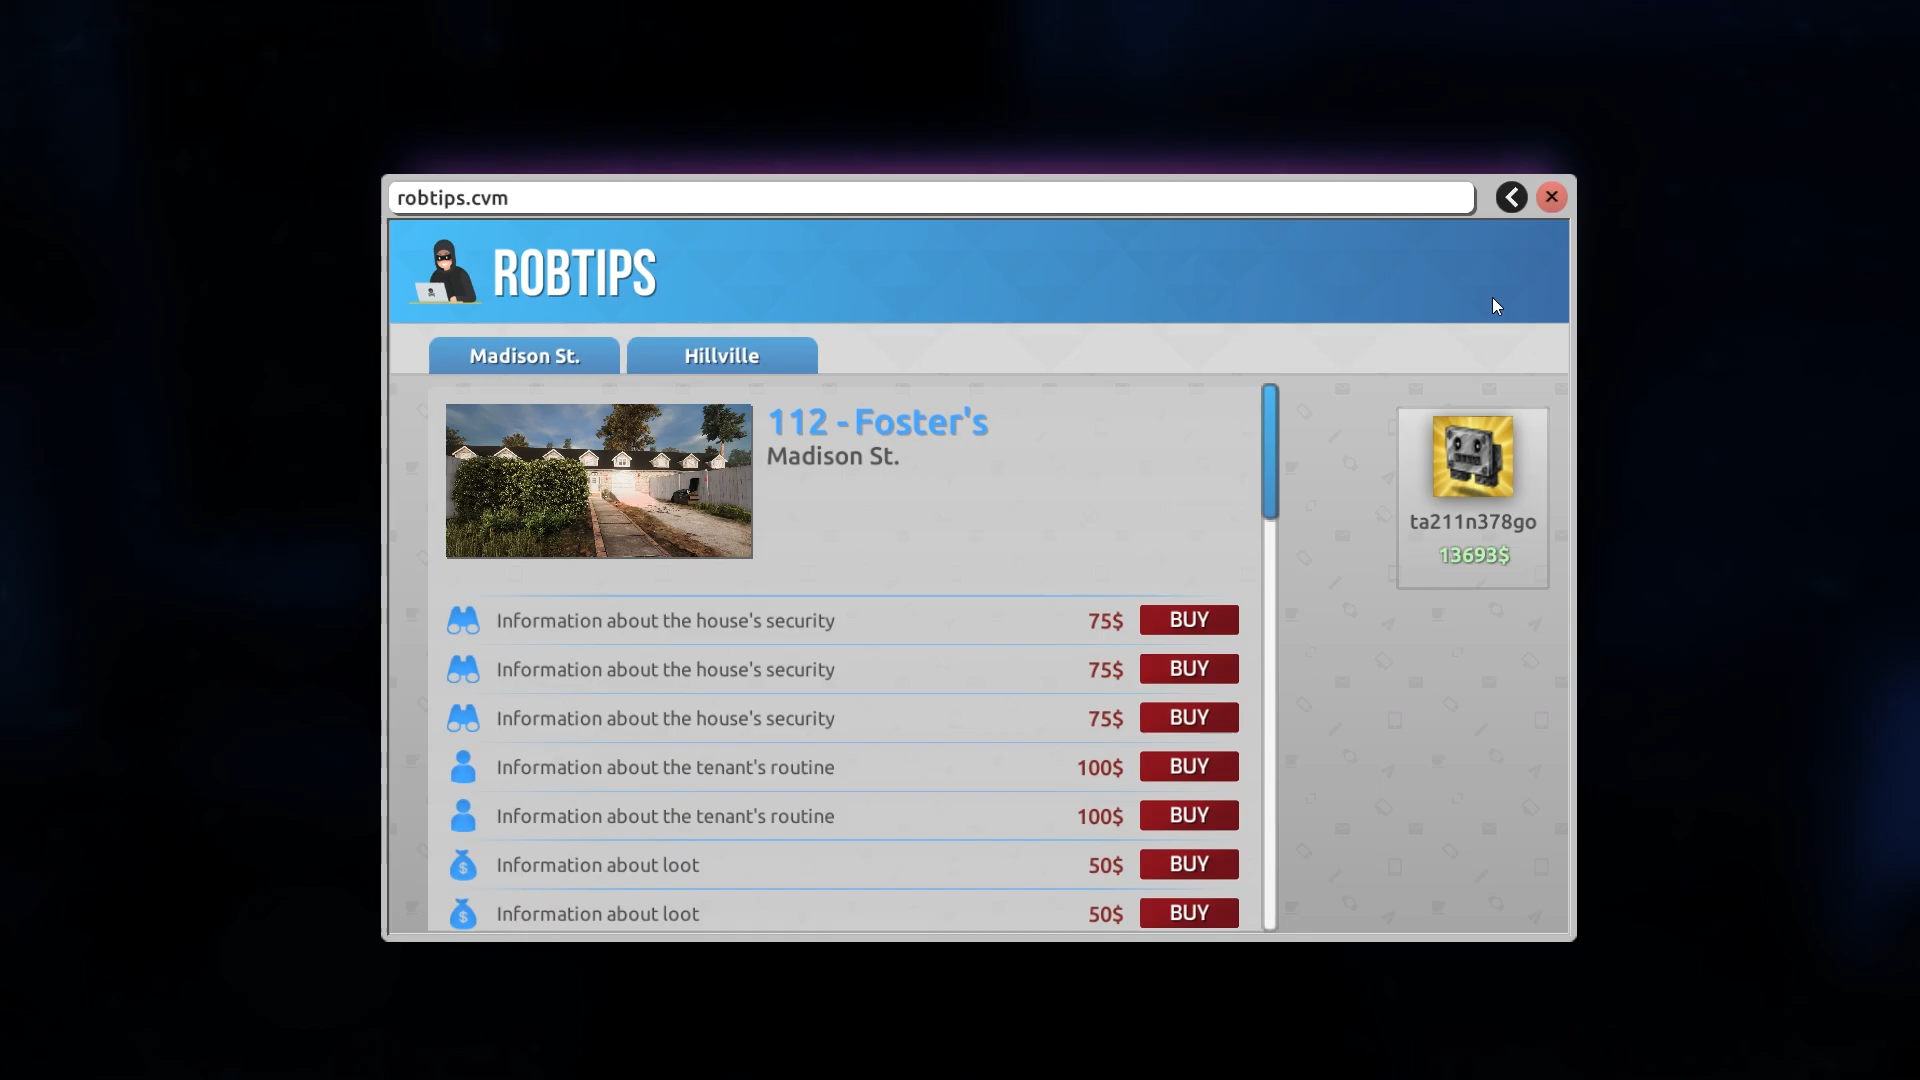 robtips.cvm
ROBTIPS
Madison St.
Hillville
112 - Foster's
Madison St.
ta211n378go
13693$
Information about the house's security 75$ BUY
Information about the house's security 75$ BUY
Information about the house's security 75$ BUY
Information about the tenant's routine 100$ BUY
Information about the tenant's routine 100$ BUY
$ Information about loot 50$ BUY
$ Information about loot 50$ BUY